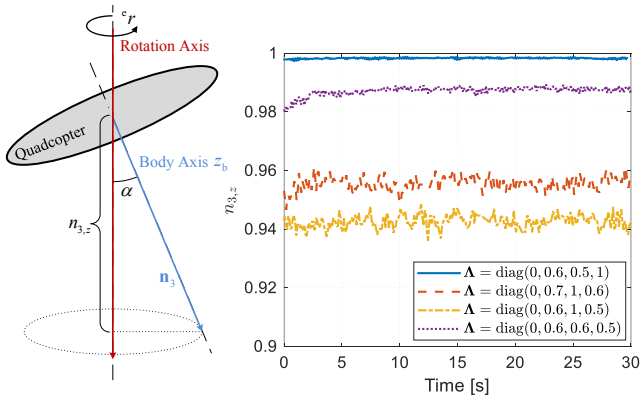 ᵉr
Rotation Axis
Quadcopter
Body Axis z_b
α
n_{3,z}
n₃
1
0.98
0.96
0.94
0.92
0.9
n_{3,z}
0 5 10 15 20 25 30
Time [s]
Λ = diag(0, 0.6, 0.5, 1)
Λ = diag(0, 0.7, 1, 0.6)
Λ = diag(0, 0.6, 1, 0.5)
Λ = diag(0, 0.6, 0.6, 0.5)